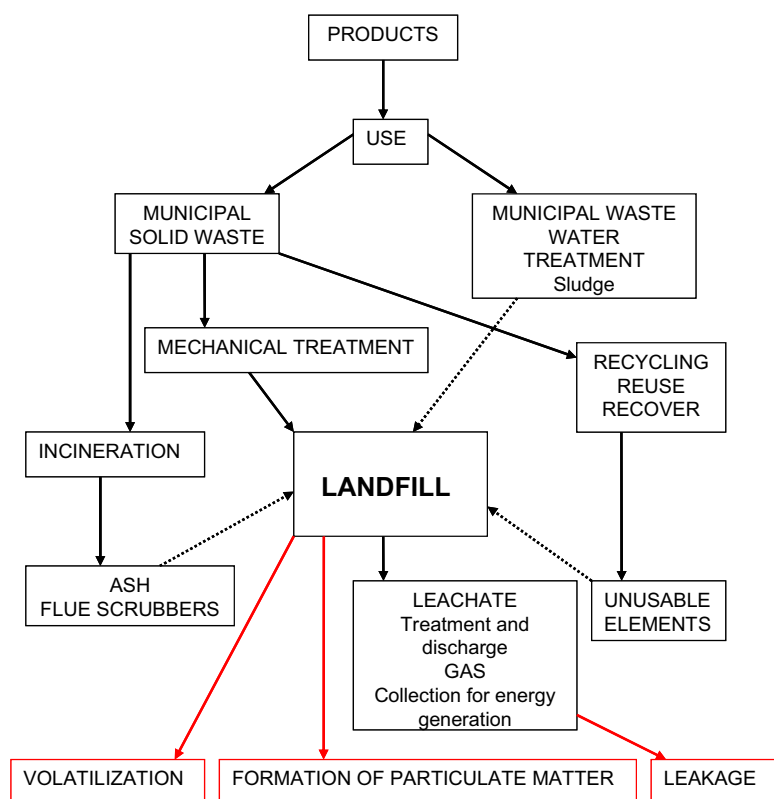 PRODUCTS
USE
MUNICIPAL
SOLID WASTE
MUNICIPAL WASTE
WATER
TREATMENT
Sludge
MECHANICAL TREATMENT
RECYCLING
REUSE
RECOVER
INCINERATION
LANDFILL
ASH
FLUE SCRUBBERS
LEACHATE
Treatment and
discharge
GAS
Collection for energy
generation
UNUSABLE
ELEMENTS
VOLATILIZATION
FORMATION OF PARTICULATE MATTER
LEAKAGE